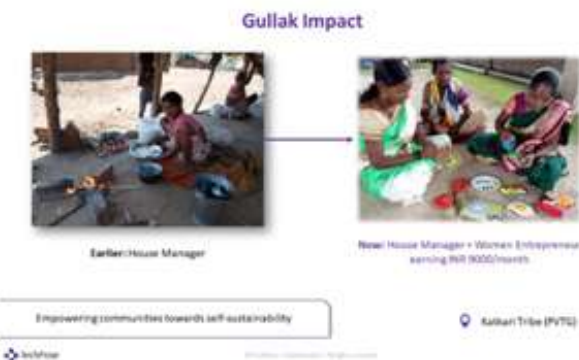 Gullak Impact
Earlier: House Manager
Now: House Manager + Women Entrepreneur
earning INR 9000/month
Empowering communities towards self-sustainability
Katkari Tribe (PVTG)